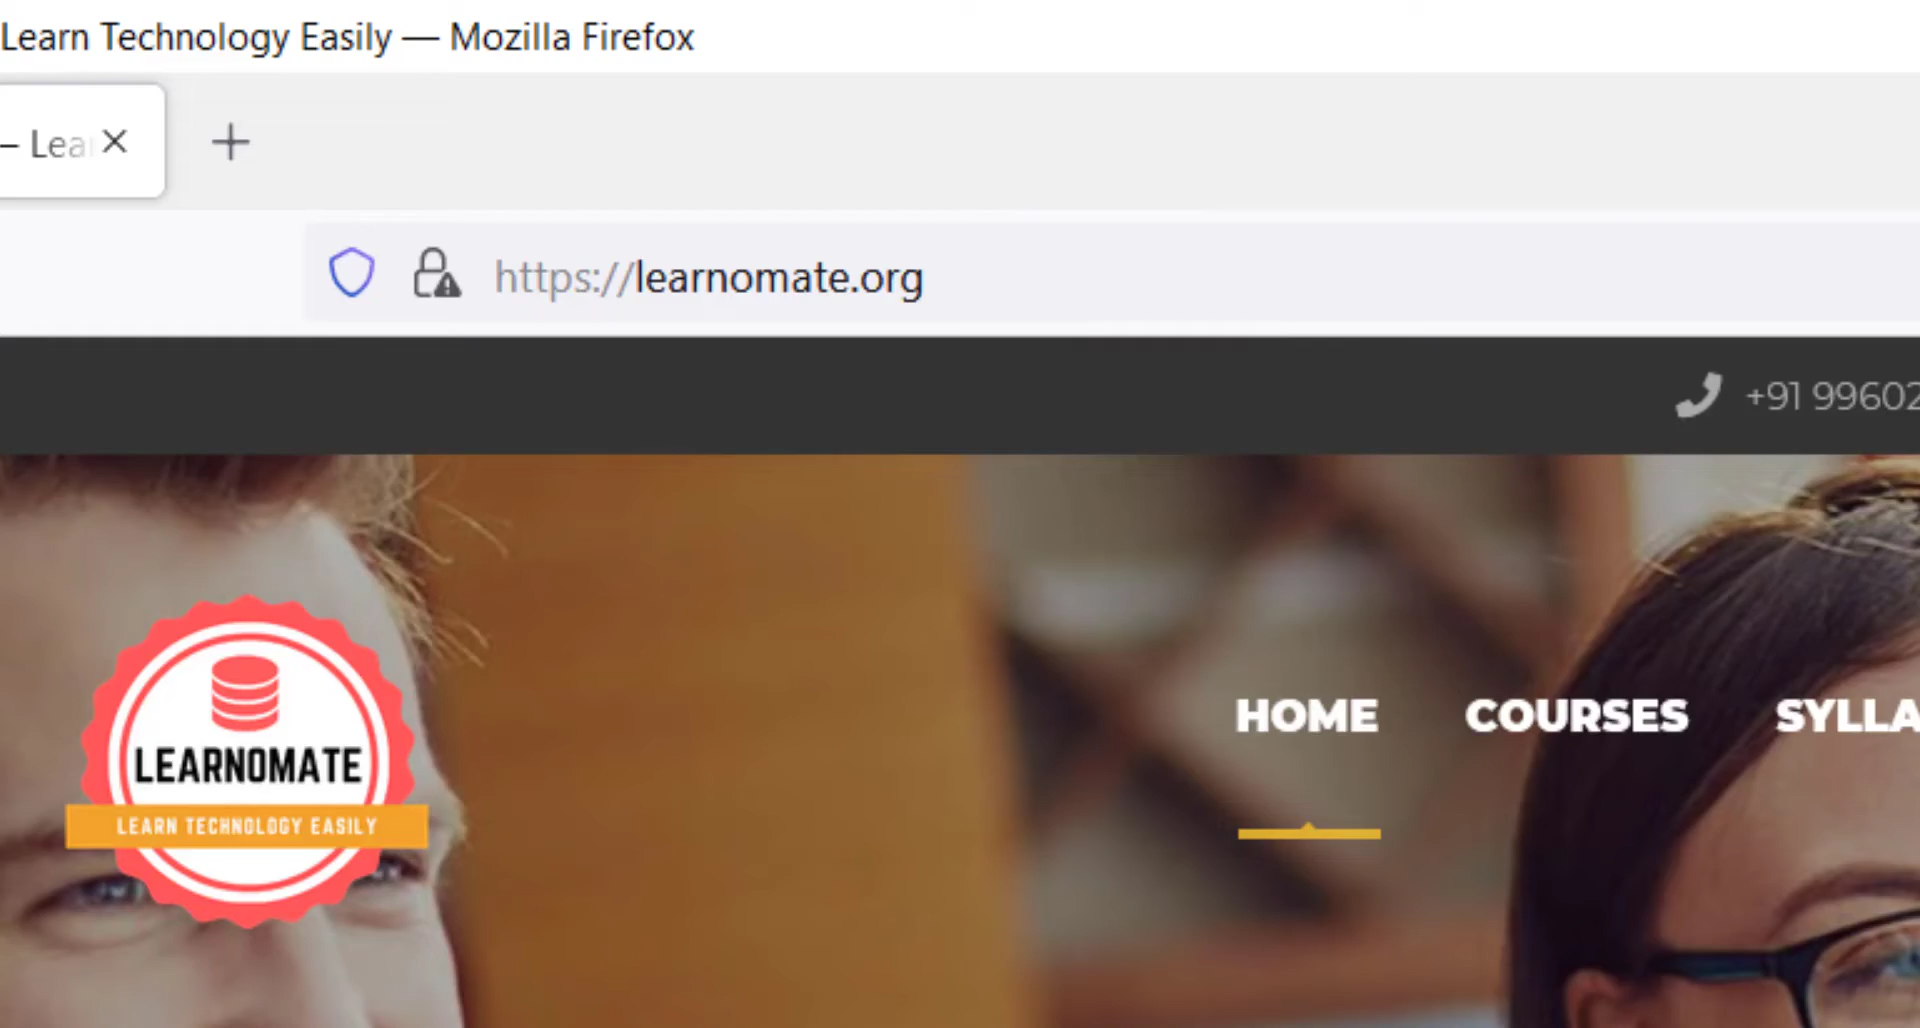 Learn Technology Easily — Mozilla Firefox
– Lea
https://learnomate.org
+91 99602
HOME COURSES SYLLA
LEARNOMATE
LEARN TECHNOLOGY EASILY